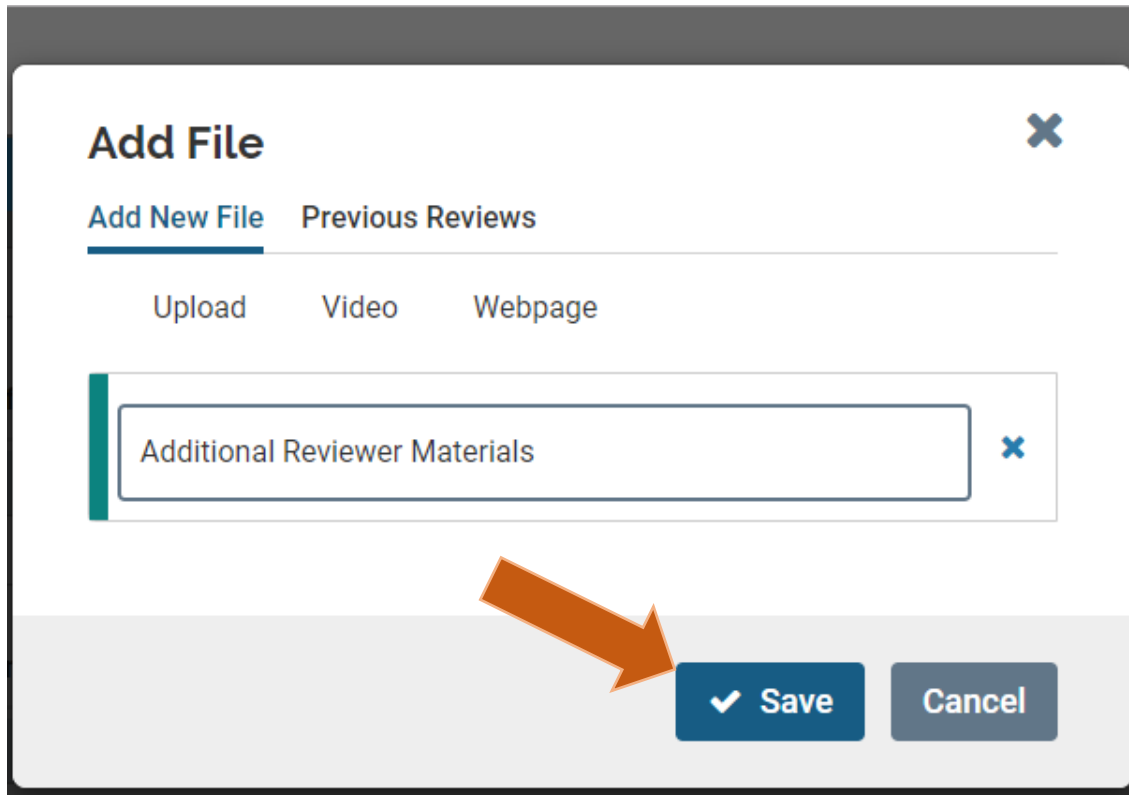 Add File
Add New File Previous Reviews
Upload Video Webpage
Additional Reviewer Materials
Save Cancel